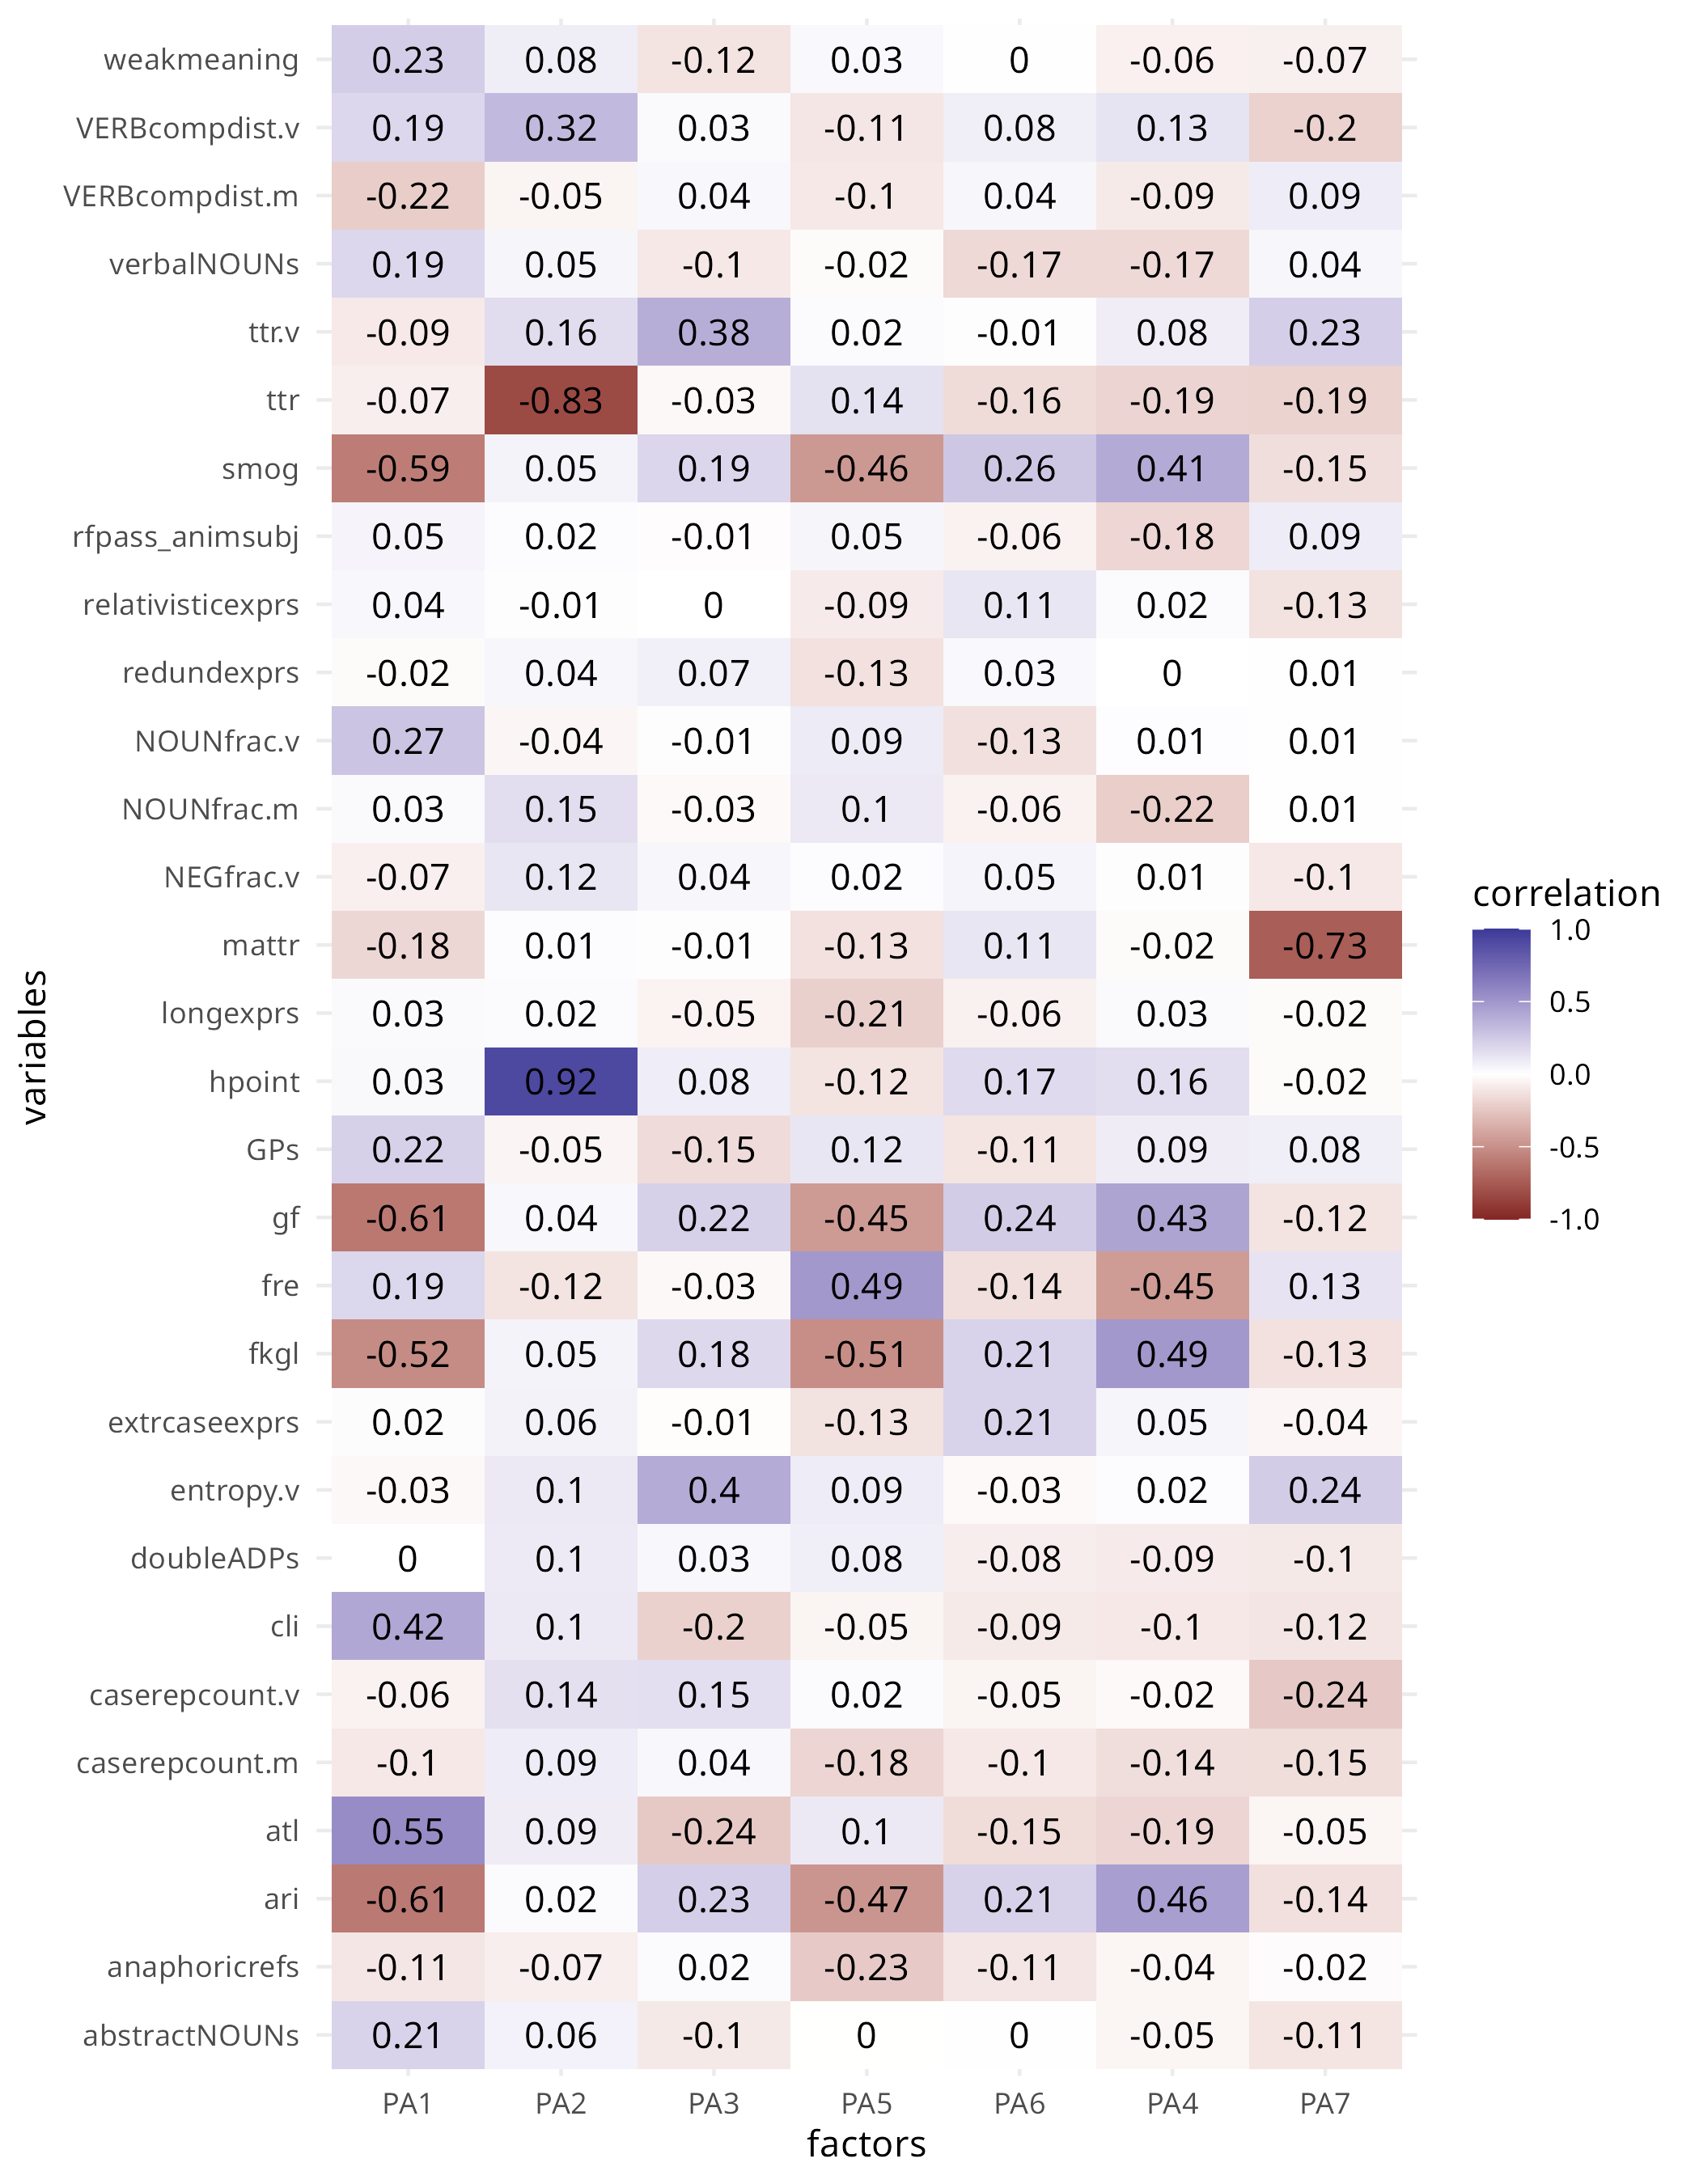 weakmeaning 0.23 0.08 -0.12 0.03 0 -0.06 -0.07
VERBcompdist.v 0.19 0.32 0.03 -0.11 0.08 0.13 -0.2
VERBcompdist.m -0.22 -0.05 0.04 -0.1 0.04 -0.09 0.09
verbalNOUNs 0.19 0.05 -0.1 -0.02 -0.17 -0.17 0.04
ttr.v -0.09 0.16 0.38 0.02 -0.01 0.08 0.23
ttr -0.07 -0.83 -0.03 0.14 -0.16 -0.19 -0.19
smog -0.59 0.05 0.19 -0.46 0.26 0.41 -0.15
rfpass_animsubj 0.05 0.02 -0.01 0.05 -0.06 -0.18 0.09
relativisticexprs 0.04 -0.01 0 -0.09 0.11 0.02 -0.13
redundexprs -0.02 0.04 0.07 -0.13 0.03 0 0.01
NOUNfrac.v 0.27 -0.04 -0.01 0.09 -0.13 0.01 0.01
NOUNfrac.m 0.03 0.15 -0.03 0.1 -0.06 -0.22 0.01
NEGfrac.v -0.07 0.12 0.04 0.02 0.05 0.01 -0.1
mattr -0.18 0.01 -0.01 -0.13 0.11 -0.02 -0.73
longexprs 0.03 0.02 -0.05 -0.21 -0.06 0.03 -0.02
hpoint 0.03 0.92 0.08 -0.12 0.17 0.16 -0.02
GPs 0.22 -0.05 -0.15 0.12 -0.11 0.09 0.08
gf -0.61 0.04 0.22 -0.45 0.24 0.43 -0.12
fre 0.19 -0.12 -0.03 0.49 -0.14 -0.45 0.13
fkgl -0.52 0.05 0.18 -0.51 0.21 0.49 -0.13
extrcaseexprs 0.02 0.06 -0.01 -0.13 0.21 0.05 -0.04
entropy.v -0.03 0.1 0.4 0.09 -0.03 0.02 0.24
doubleADPs 0 0.1 0.03 0.08 -0.08 -0.09 -0.1
cli 0.42 0.1 -0.2 -0.05 -0.09 -0.1 -0.12
caserepcount.v -0.06 0.14 0.15 0.02 -0.05 -0.02 -0.24
caserepcount.m -0.1 0.09 0.04 -0.18 -0.1 -0.14 -0.15
atl 0.55 0.09 -0.24 0.1 -0.15 -0.19 -0.05
ari -0.61 0.02 0.23 -0.47 0.21 0.46 -0.14
anaphoricrefs -0.11 -0.07 0.02 -0.23 -0.11 -0.04 -0.02
abstractNOUNs 0.21 0.06 -0.1 0 0 -0.05 -0.11
PA1 PA2 PA3 PA5 PA6 PA4 PA7
factors
variables
correlation
1.0
0.5
0.0
-0.5
-1.0